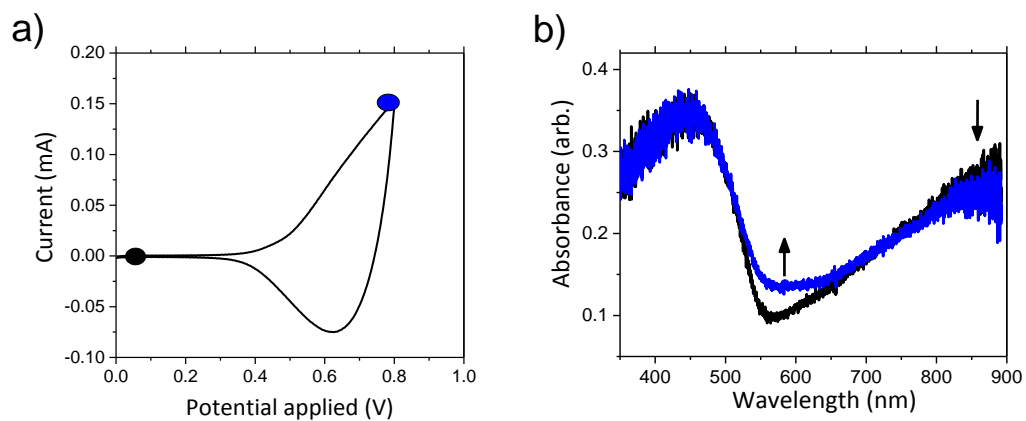 a)
0.20
0.15
0.10
0.05
0.00
-0.05
-0.10
Current (mA)
0.0 0.2 0.4 0.6 0.8 1.0
Potential applied (V)
b)
0.4
0.3
0.2
0.1
Absorbance (arb.)
400 500 600 700 800 900
Wavelength (nm)